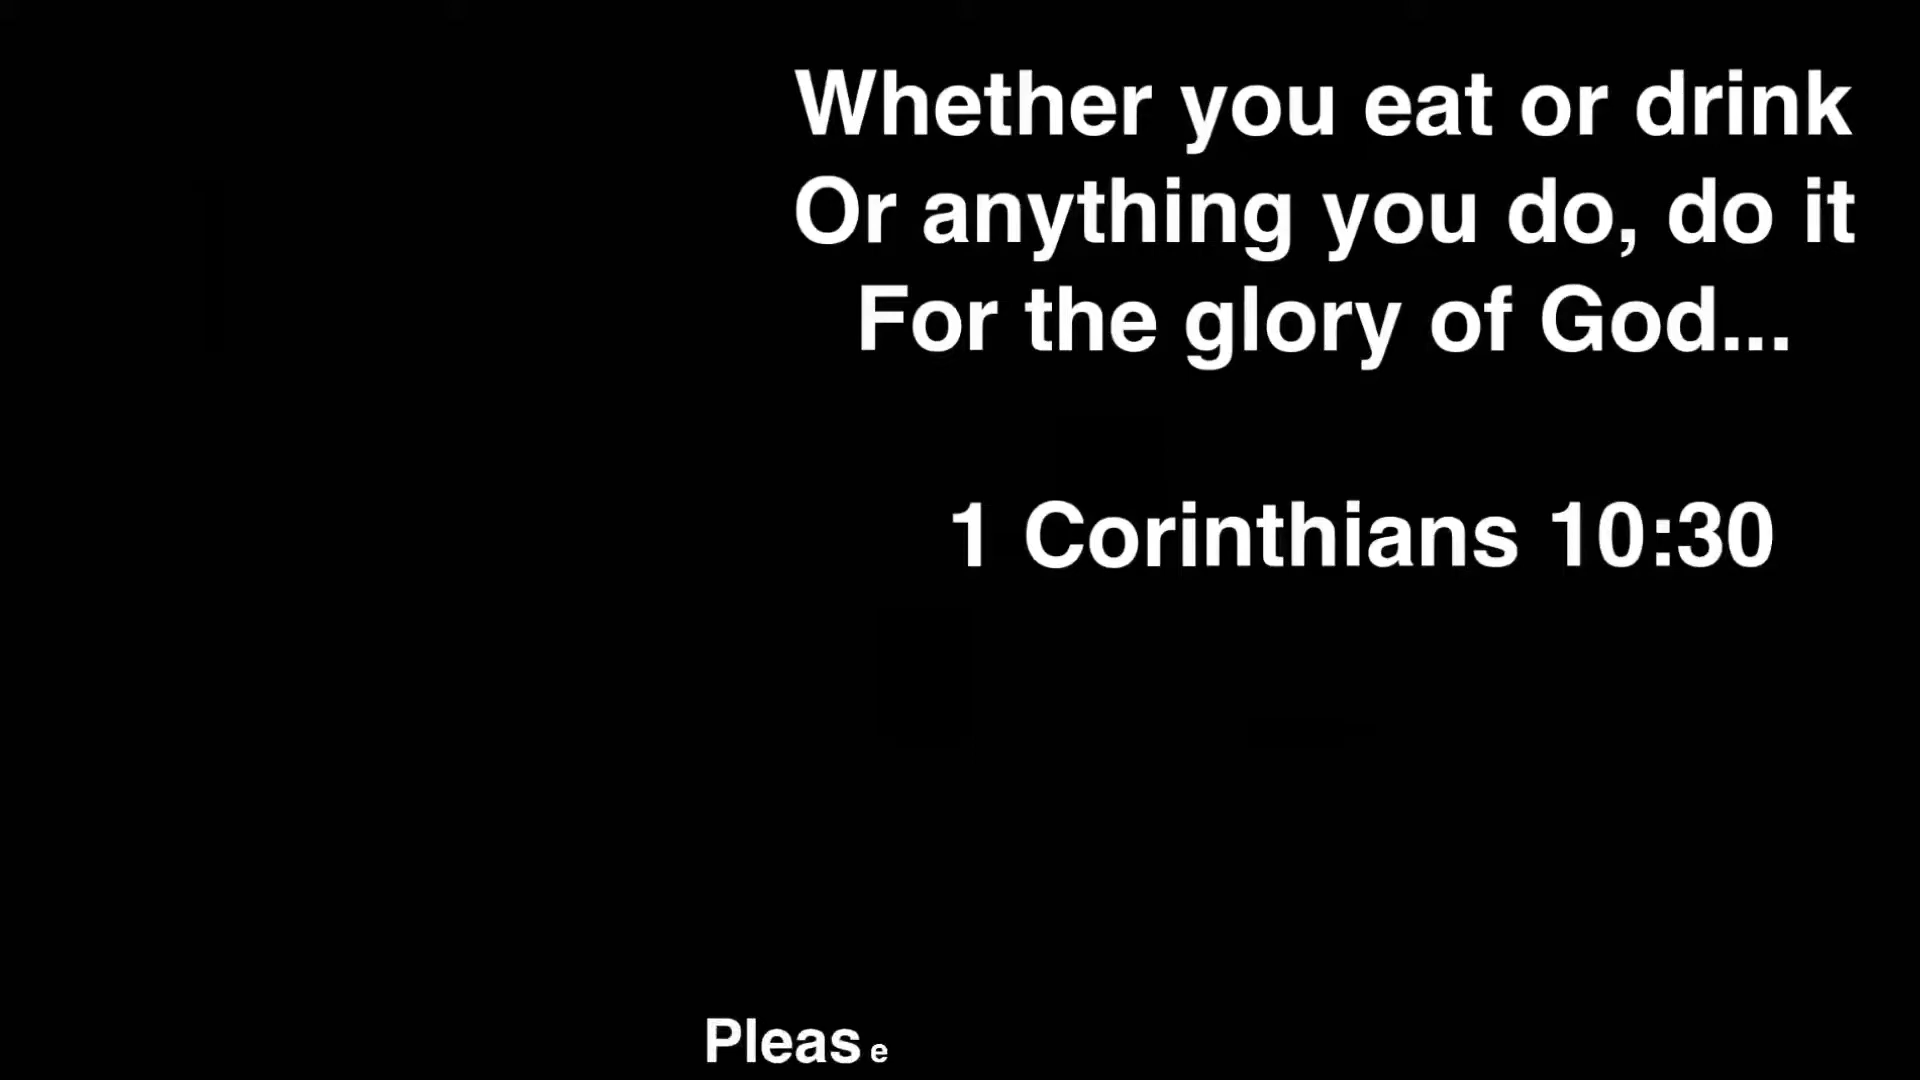 Whether you eat or drink
Or anything you do, do it
For the glory of God...
1 Corinthians 10:30
Please